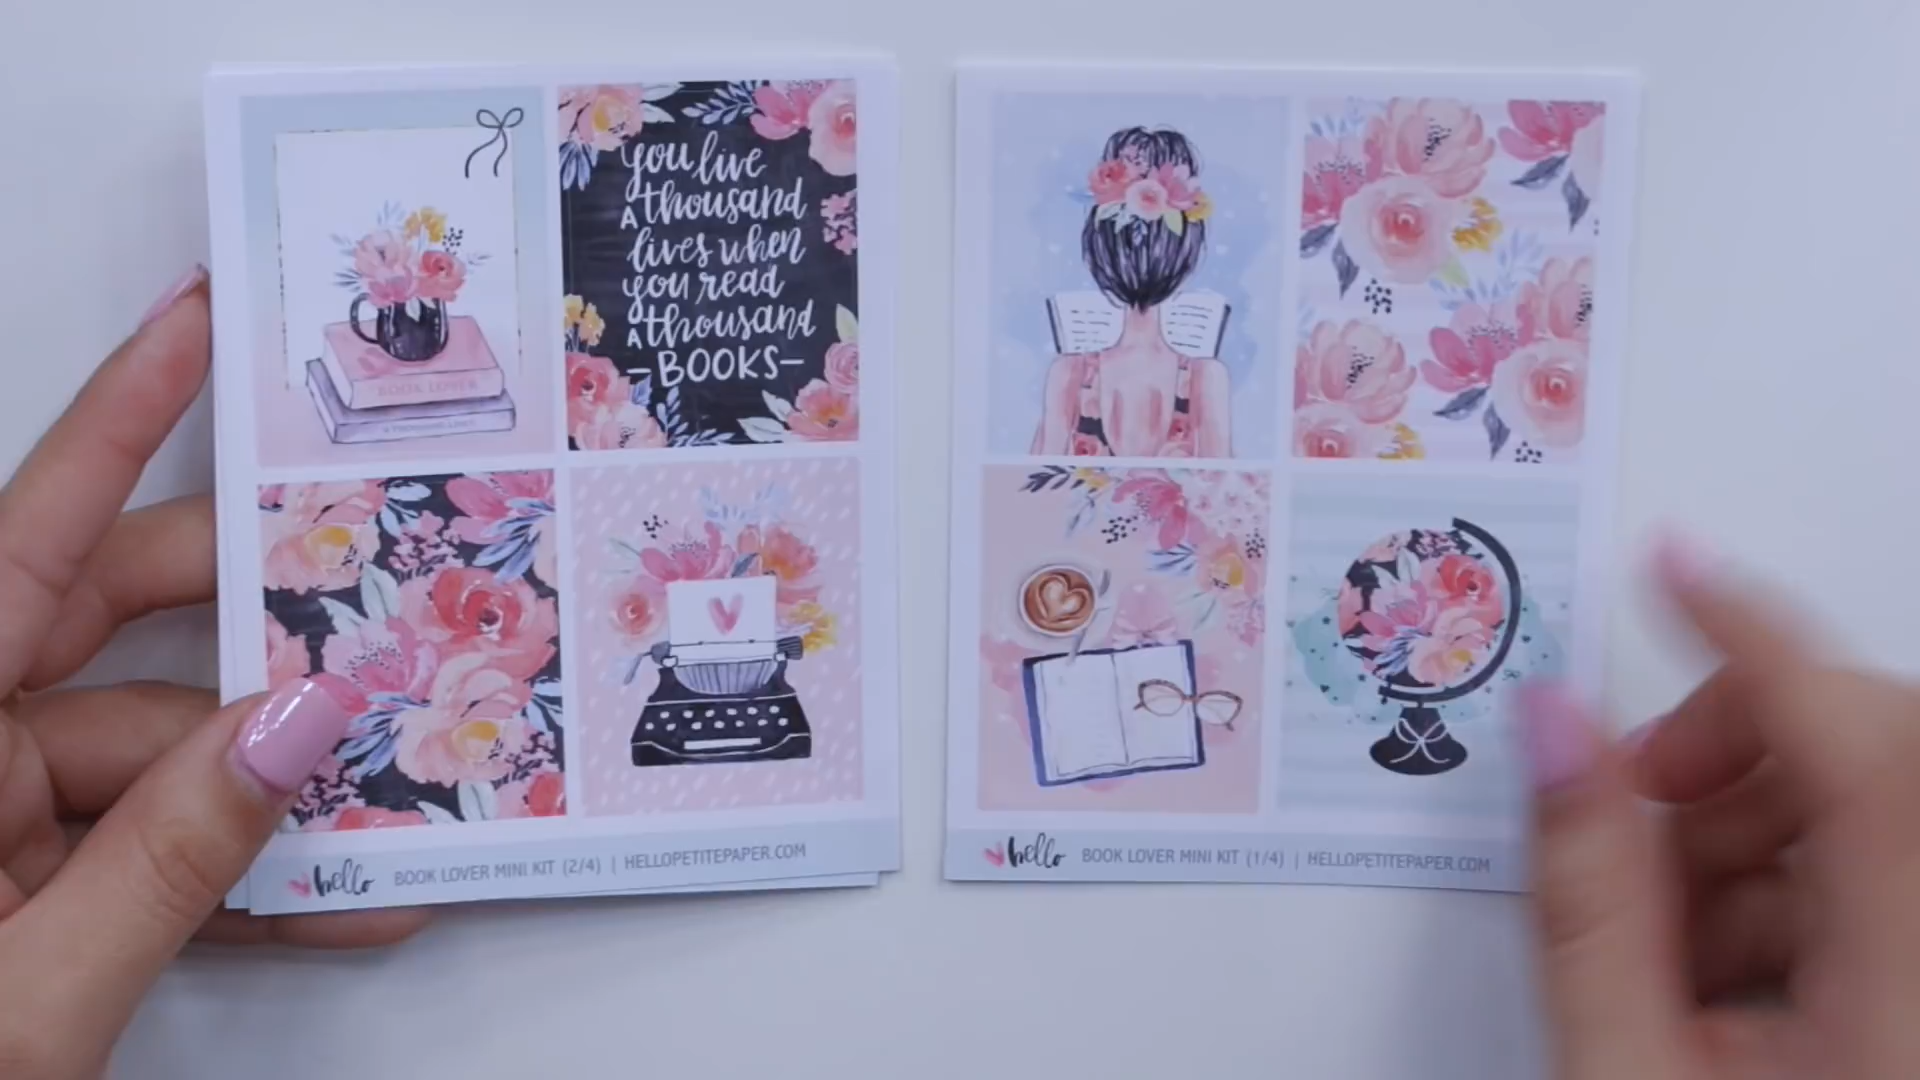 you live
A thousand
lives when
you read
A thousand
-BOOKS-
BOOK LOVER
hello BOOK LOVER MINI KIT (2/4) | HELLOPETITEPAPER.COM
hello BOOK LOVER MINI KIT (1/4) | HELLOPETITEPAPER.COM